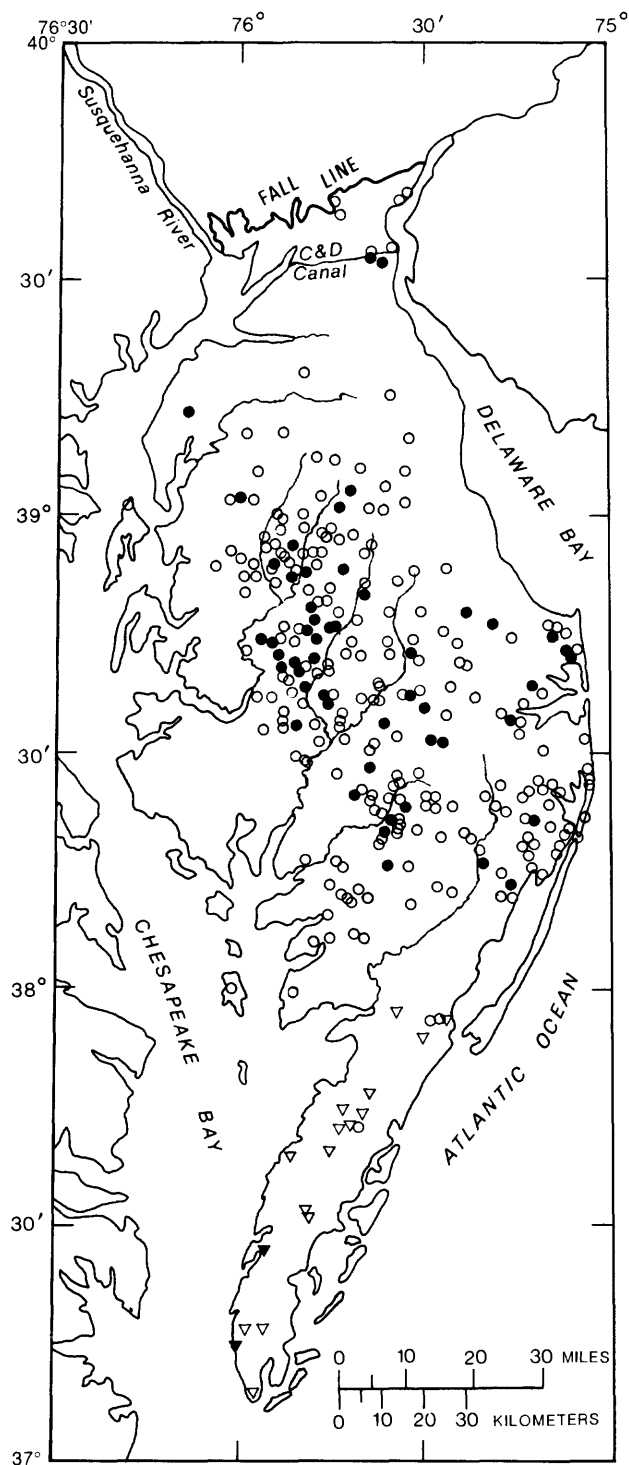 76°30′ 76° 30′ 75°
40°
Susquehanna River
FALL LINE
C&D
Canal
30′
DELAWARE BAY
39°
30′
CHESAPEAKE BAY
38°
ATLANTIC OCEAN
30′
0 10 20 30 MILES
0 10 20 30 KILOMETERS
37°